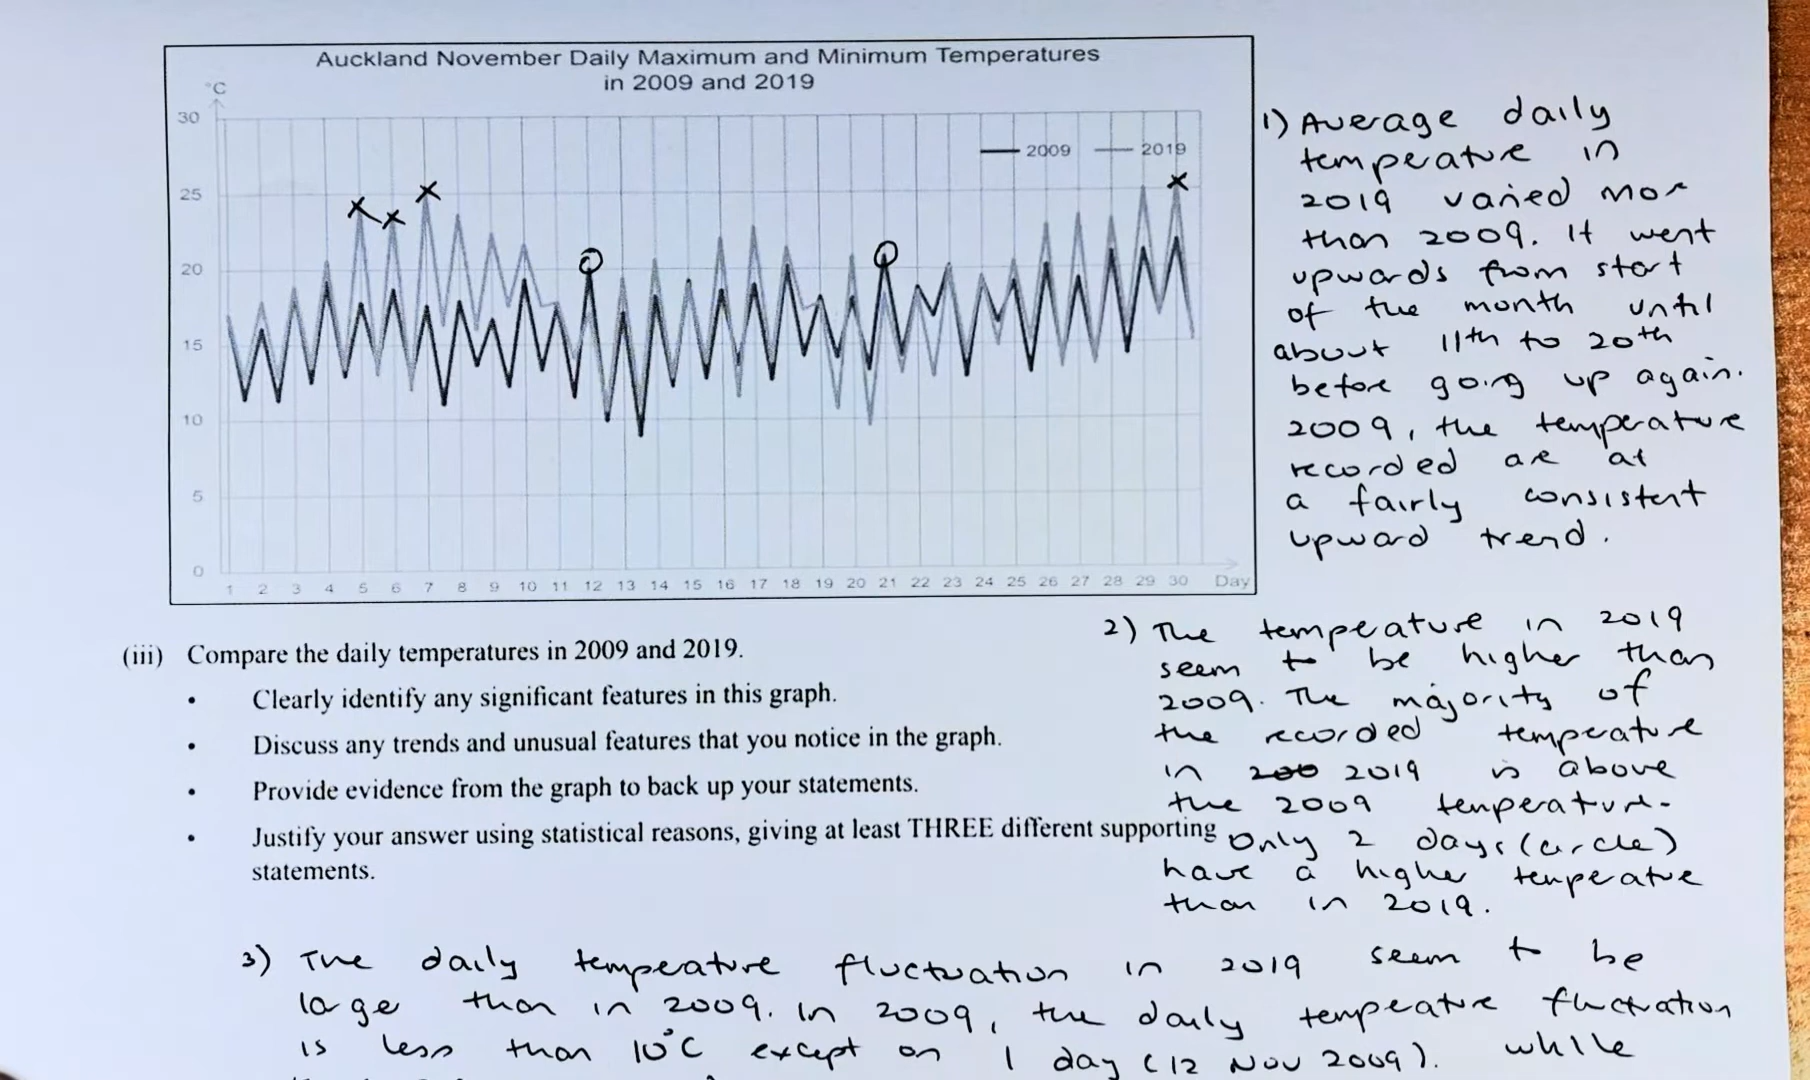 Auckland November Daily Maximum and Minimum Temperatures
in 2009 and 2019
°C
30
25
20
15
10
5
0
2009 2019
1 2 3 4 5 6 7 8 9 10 11 12 13 14 15 16 17 18 19 20 21 22 23 24 25 26 27 28 29 30 Day
1) Average daily
temperature in
2019 varied mor
than 2009. It went
upwards from start
of the month until
about 11th to 20th
before going up again.
2009, the temperature
recorded are at
a fairly consistent
upward trend.
(iii) Compare the daily temperatures in 2009 and 2019.
• Clearly identify any significant features in this graph.
• Discuss any trends and unusual features that you notice in the graph.
• Provide evidence from the graph to back up your statements.
• Justify your answer using statistical reasons, giving at least THREE different supporting
statements.
2) The temperature in 2019
seem to be higher than
2009. The majority of
the recorded temperature
in 200 2019 is above
the 2009 temperature.
Only 2 days (circle)
have a higher temperature
than in 2019.
3) The daily temperature fluctuation in 2019 seem to be
large than in 2009. In 2009, the daily temperature fluctuation
is less than 10°C except on 1 day (12 Nov 2009). while